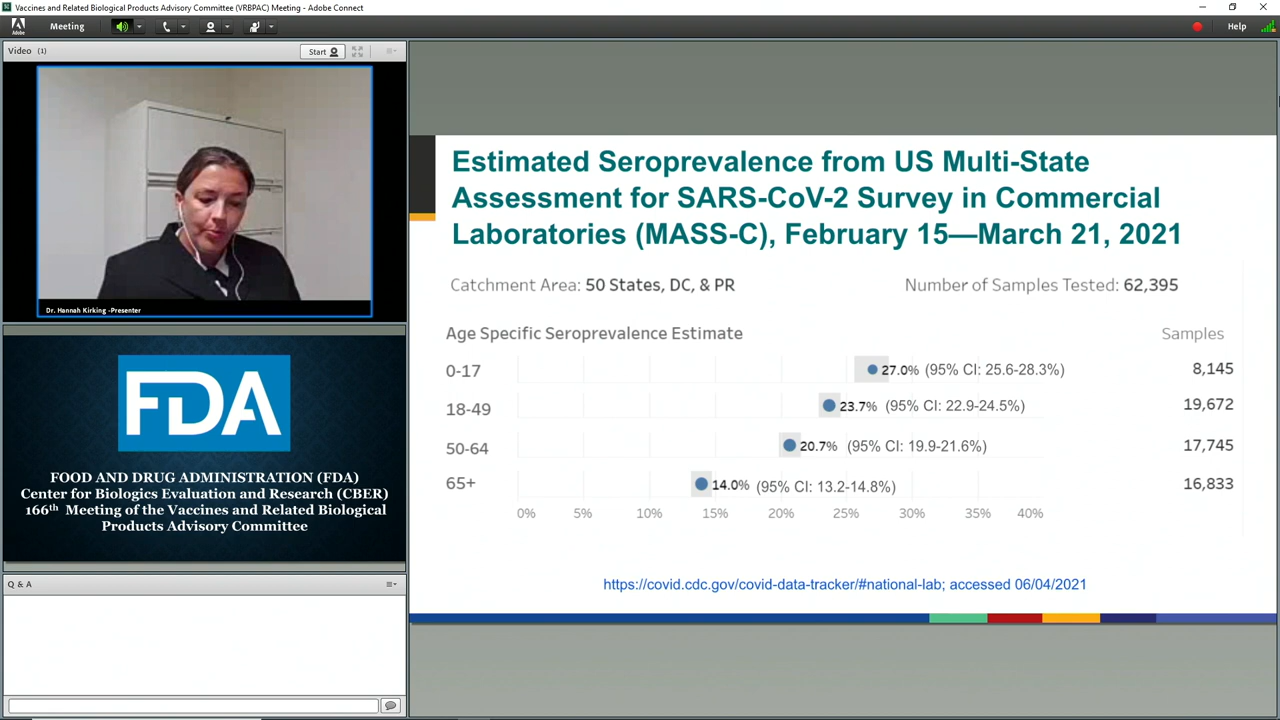 Vaccines and Related Biological Products Advisory Committee (VRBPAC) Meeting - Adobe Connect
Adobe
Meeting
Help
Video (1)
Start
Dr. Hannah Kirking -Presenter
FDA
FOOD AND DRUG ADMINISTRATION (FDA)
Center for Biologics Evaluation and Research (CBER)
166th Meeting of the Vaccines and Related Biological
Products Advisory Committee
Q & A
Estimated Seroprevalence from US Multi-State
Assessment for SARS-CoV-2 Survey in Commercial
Laboratories (MASS-C), February 15—March 21, 2021
Catchment Area: 50 States, DC, & PR
Number of Samples Tested: 62,395
Age Specific Seroprevalence Estimate
Samples
0-17 27.0% (95% CI: 25.6-28.3%) 8,145
18-49 23.7% (95% CI: 22.9-24.5%) 19,672
50-64 20.7% (95% CI: 19.9-21.6%) 17,745
65+ 14.0% (95% CI: 13.2-14.8%) 16,833
0% 5% 10% 15% 20% 25% 30% 35% 40%
https://covid.cdc.gov/covid-data-tracker/#national-lab; accessed 06/04/2021